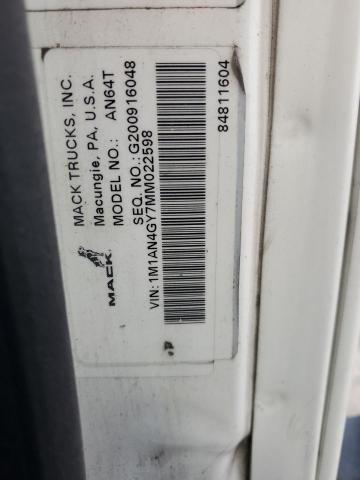 MACK TRUCKS, INC.
Macungie, PA, U.S.A.
MODEL NO.: AN64T
SEQ. NO.:G200916048
MACK
VIN:1M1AN4GY7MM022598
84811604